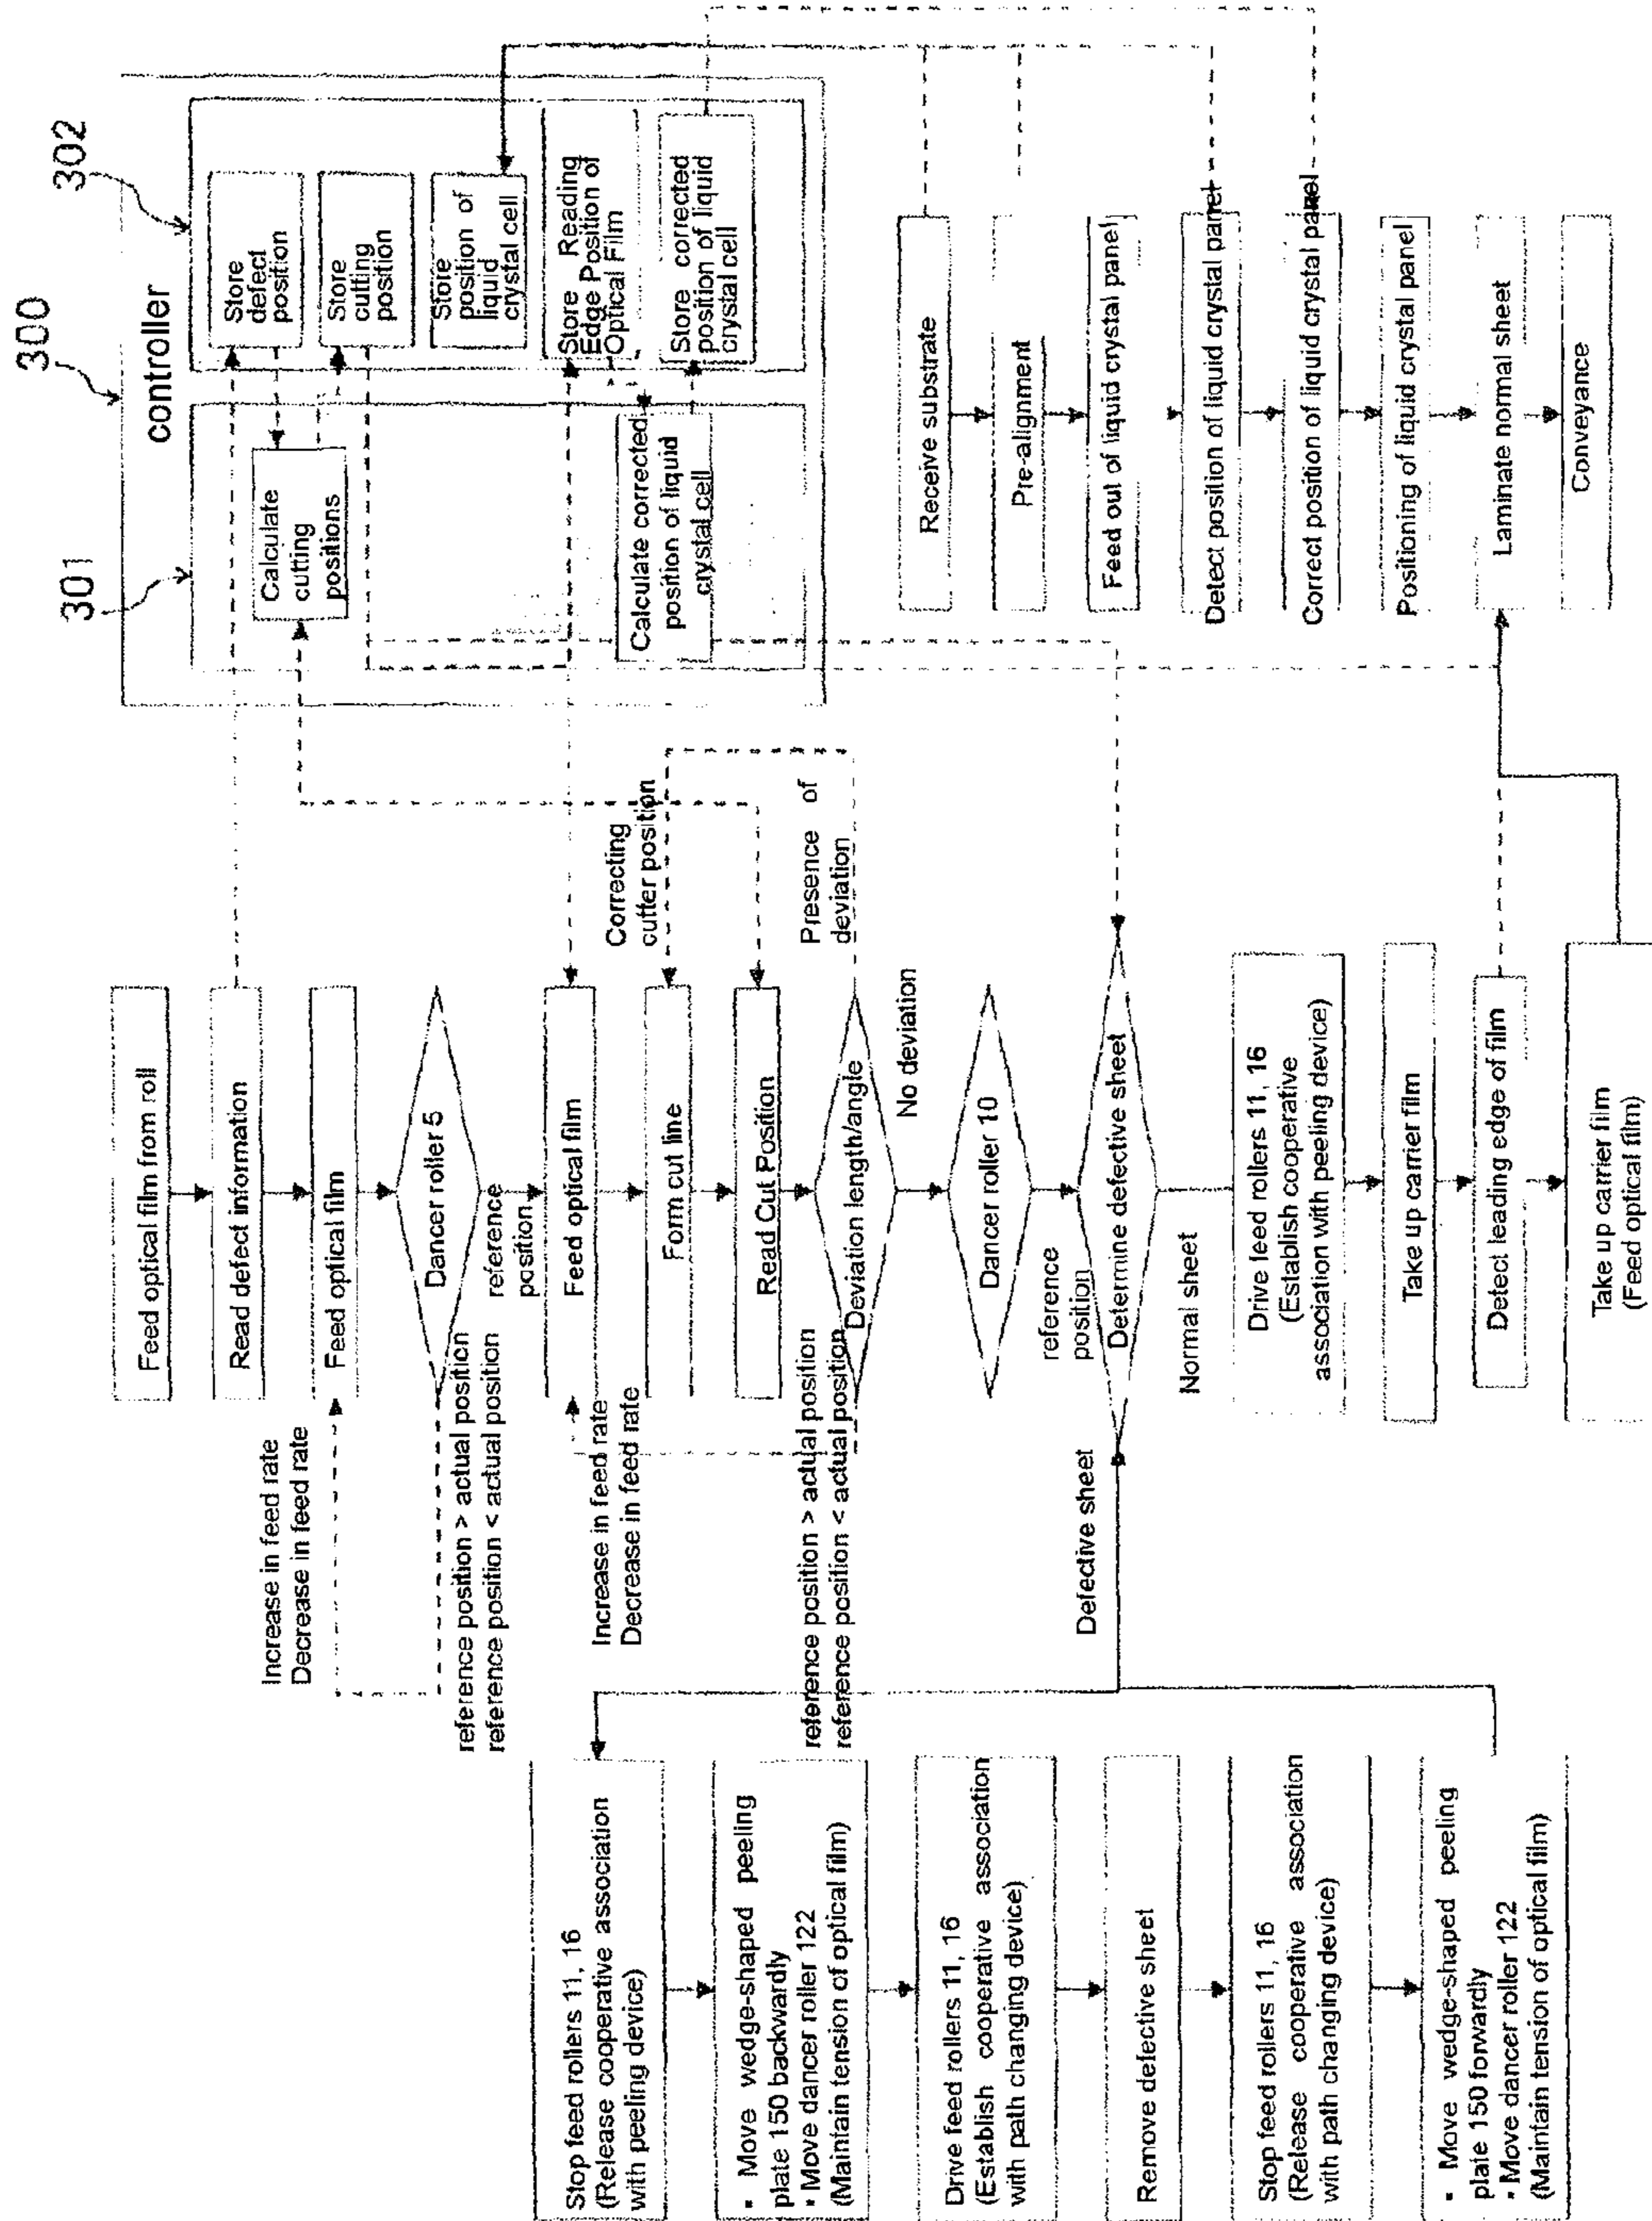 300
controller
301
302
Calculate
cutting
positions
Calculate corrected
position of liquid
crystal cell
Store
defect
position
Store
cutting
position
Store
position of
liquid
crystal cell
Store Reading
Edge Position of
Optical Film
Store corrected
position of liquid
crystal cell
Feed optical film from roll
Read defect information
Feed optical film
Increase in feed rate
Decrease in feed rate
Dancer roller 5
reference position > actual position
reference position < actual position
reference
position
Feed optical film
Increase in feed rate
Decrease in feed rate
Form cut line
Correcting
cutter position
Read Cut Position
Deviation length/angle
Presence of
deviation
reference position > actual position
reference position < actual position
No deviation
Dancer roller 10
reference
position
Determine defective sheet
Defective sheet
Normal sheet
Drive feed rollers 11, 16
(Establish cooperative
association with peeling device)
Take up carrier film
Detect leading edge of film
Take up carrier film
(Feed optical film)
Stop feed rollers 11, 16
(Release cooperative association
with peeling device)
▪ Move wedge-shaped peeling
plate 150 backwardly
▪ Move dancer roller 122
(Maintain tension of optical film)
Drive feed rollers 11, 16
(Establish cooperative association
with path changing device)
Remove defective sheet
Stop feed rollers 11, 16
(Release cooperative association
with path changing device)
▪ Move wedge-shaped peeling
plate 150 forwardly
▪ Move dancer roller 122
(Maintain tension of optical film)
Receive substrate
Pre-alignment
Feed out of liquid crystal panel
Detect position of liquid crystal panel
Correct position of liquid crystal panel
Positioning of liquid crystal panel
Laminate normal sheet
Conveyance